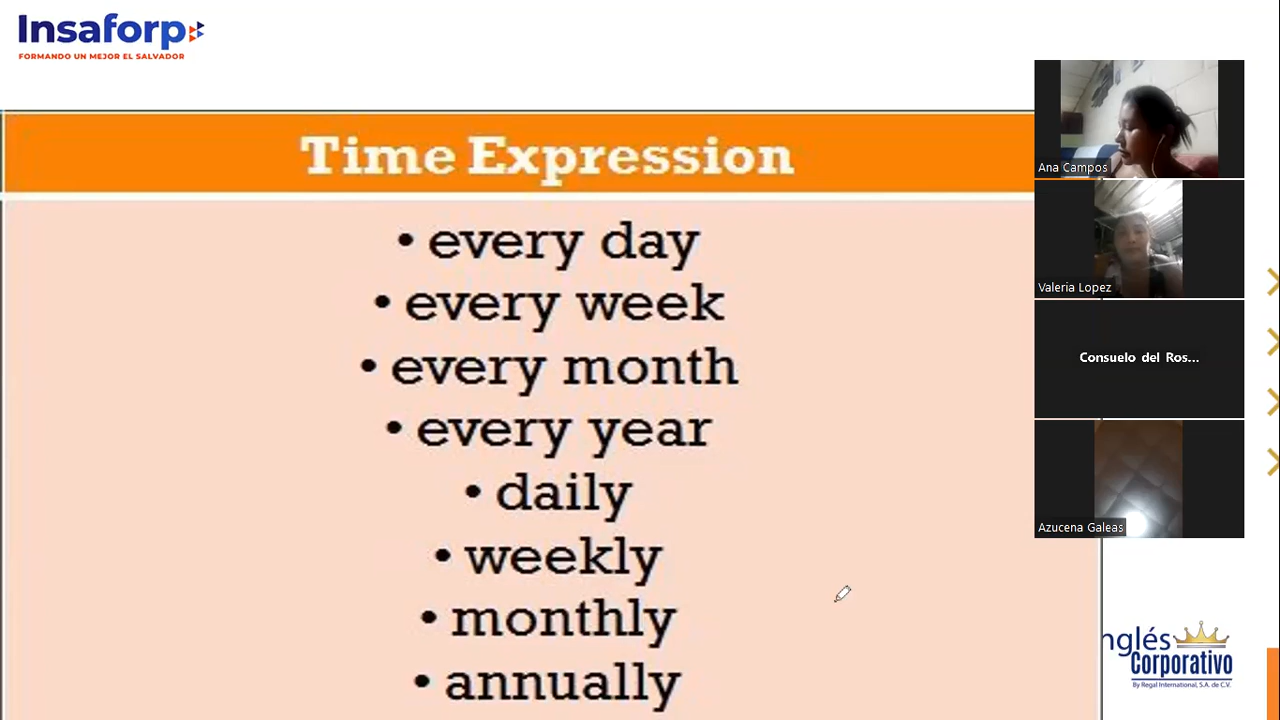 Insaforp
FORMANDO UN MEJOR EL SALVADOR
Time Expression
• every day
• every week
• every month
• every year
• daily
• weekly
• monthly
• annually
Ana Campos
Valeria Lopez
Consuelo del Ros...
Azucena Galeas
nglés
Corporativo
By Regal International, S.A. de C.V.